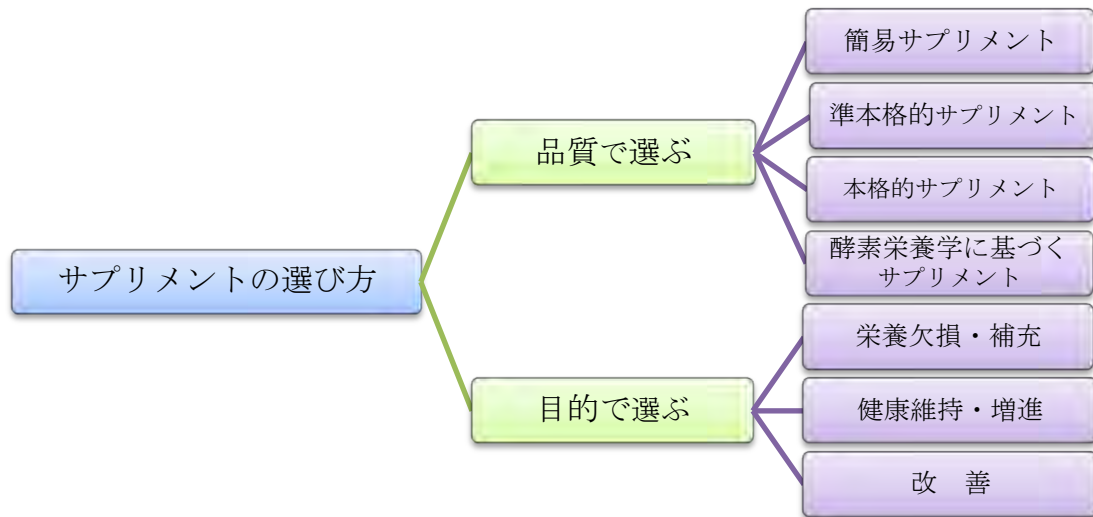 サプリメントの選び方
品質で選ぶ
簡易サプリメント
準本格的サプリメント
本格的サプリメント
酵素栄養学に基づく
サプリメント
目的で選ぶ
栄養欠損・補充
健康維持・増進
改　善